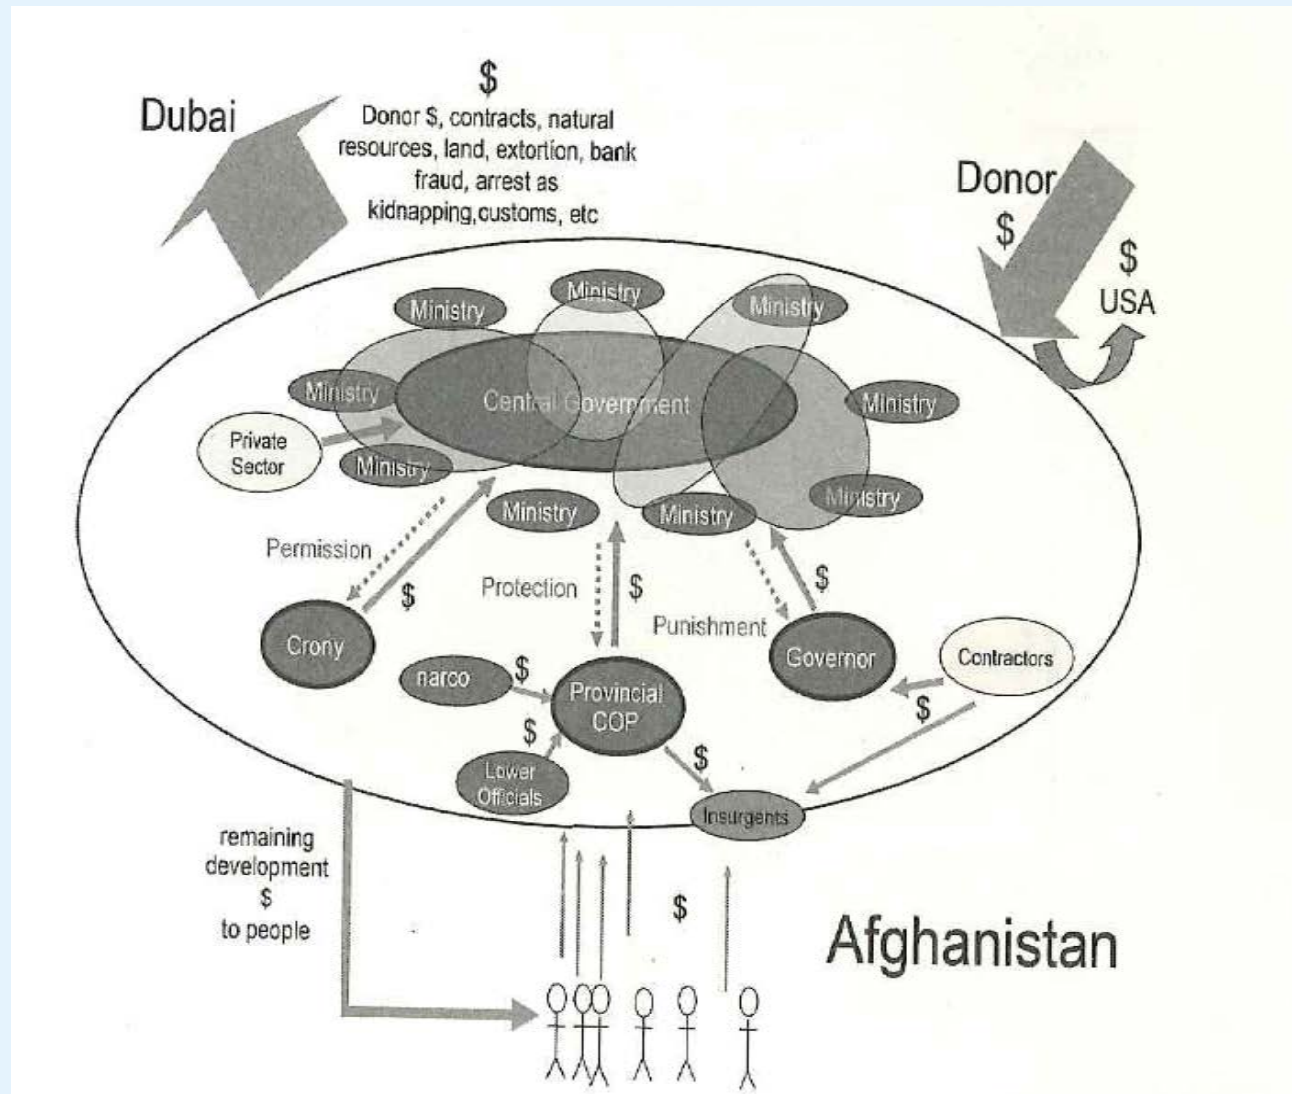 $
Dubai
Donor $, contracts, natural
resources, land, extortion, bank
fraud, arrest as
kidnapping,customs, etc
Donor
$
$
USA
Ministry
Ministry
Ministry
Ministry
Central Government
Ministry
Private
Sector
Ministry
Ministry
Ministry
Ministry
Permission
Protection
$
$
$
Punishment
Crony
narco
$
Provincial
COP
Governor
Contractors
$
$
$
Lower
Officials
Insurgents
remaining
development
$
to people
$
Afghanistan